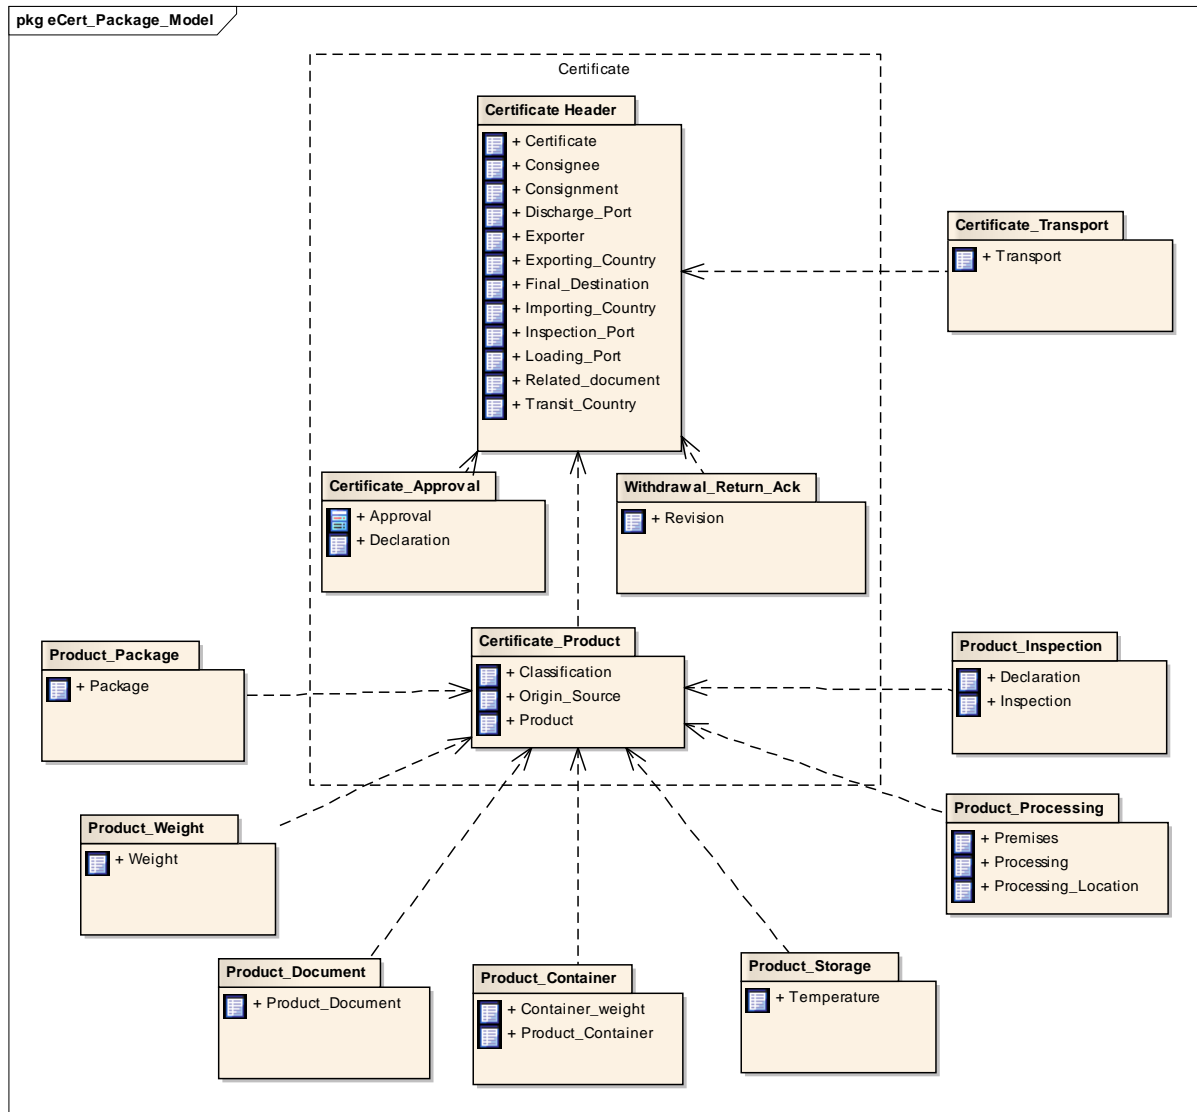 pkg eCert_Package_Model
Certificate
Certificate Header
+ Certificate
+ Consignee
+ Consignment
+ Discharge_Port
+ Exporter
+ Exporting_Country
+ Final_Destination
+ Importing_Country
+ Inspection_Port
+ Loading_Port
+ Related_document
+ Transit_Country
Certificate_Transport
+ Transport
Certificate_Approval
+ Approval
+ Declaration
Withdrawal_Return_Ack
+ Revision
Certificate_Product
+ Classification
+ Origin_Source
+ Product
Product_Package
+ Package
Product_Inspection
+ Declaration
+ Inspection
Product_Weight
+ Weight
Product_Processing
+ Premises
+ Processing
+ Processing_Location
Product_Document
+ Product_Document
Product_Container
+ Container_weight
+ Product_Container
Product_Storage
+ Temperature